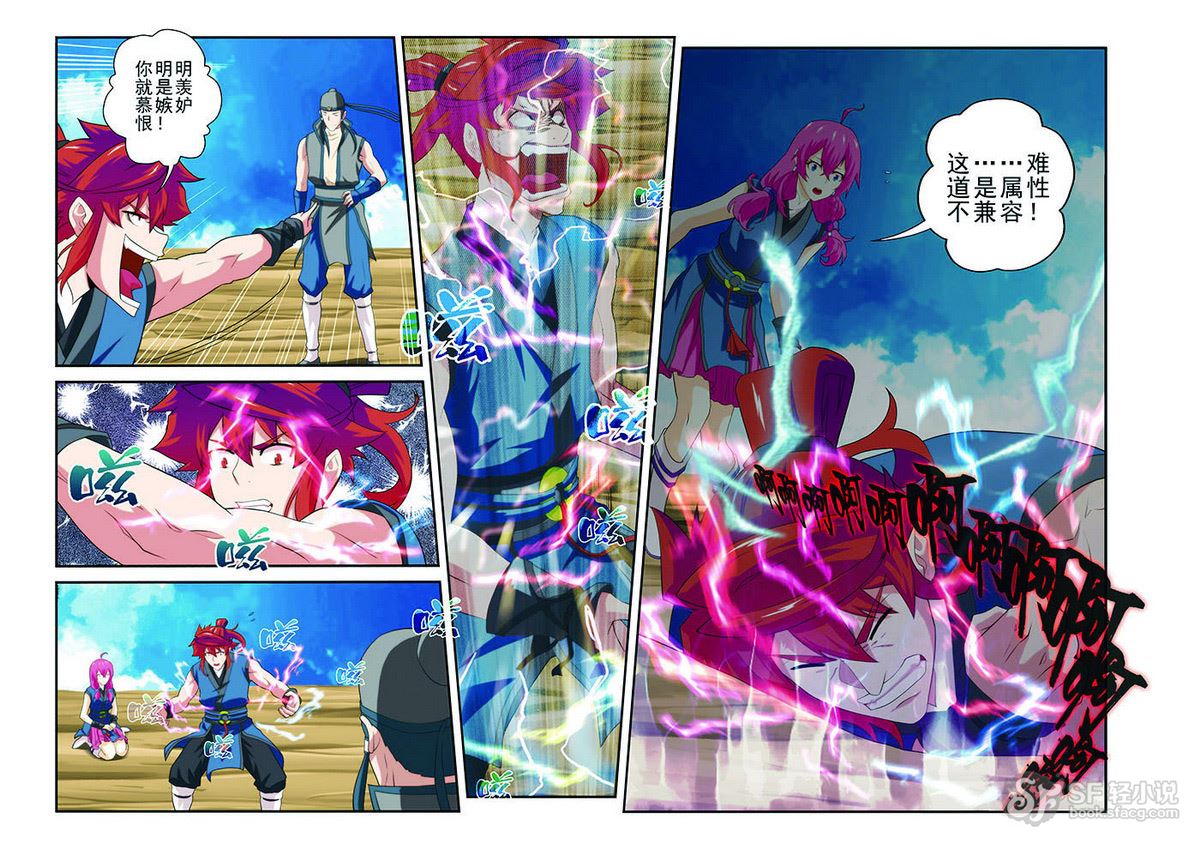 你明明
就是羡
慕嫉妒
恨！
嗞
嗞
嗞
嗞
嗞
嗞
嗞
嗞
嗞
嗞
嗞
嗞
这……难
道是属性
不兼容！
啊啊啊啊啊啊啊啊啊啊啊啊啊
SF轻小说
book.sfacg.com